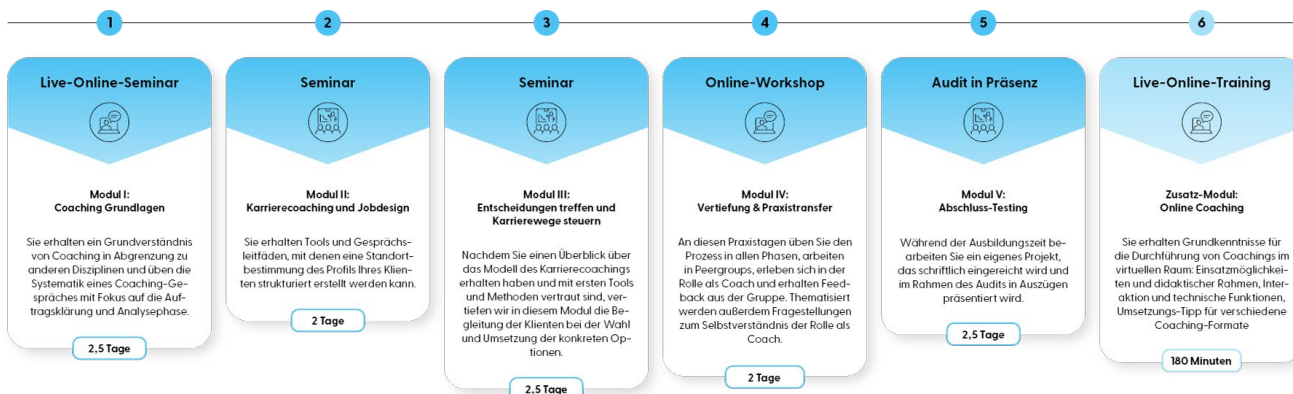 1
2
3
4
5
6
Live-Online-Seminar
Modul I:
Coaching Grundlagen
Sie erhalten ein Grundverständnis
von Coaching in Abgrenzung zu
anderen Disziplinen und üben die
Systematik eines Coaching-Ge-
spräches mit Fokus auf die Auf-
tragsklärung und Analysephase.
2,5 Tage
Seminar
Modul II:
Karrierecoaching und Jobdesign
Sie erhalten Tools und Gesprächs-
leitfäden, mit denen eine Standort-
bestimmung des Profils Ihres Klien-
ten strukturiert erstellt werden kann.
2 Tage
Seminar
Modul III:
Entscheidungen treffen und
Karrierewege steuern
Nachdem Sie einen Überblick über
das Modell des Karrierecoachings
erhalten haben und mit ersten Tools
und Methoden vertraut sind, ver-
tiefen wir in diesem Modul die Be-
gleitung der Klienten bei der Wahl
und Umsetzung der konkreten Op-
tionen.
2,5 Tage
Online-Workshop
Modul IV:
Vertiefung & Praxistransfer
An diesen Praxistagen üben Sie den
Prozess in allen Phasen, arbeiten
in Peergroups, erleben sich in der
Rolle als Coach und erhalten Feed-
back aus der Gruppe. Thematisiert
werden außerdem Fragestellungen
zum Selbstverständnis der Rolle als
Coach.
2 Tage
Audit in Präsenz
Modul V:
Abschluss-Testing
Während der Ausbildungszeit be-
arbeiten Sie ein eigenes Projekt,
das schriftlich eingereicht wird und
im Rahmen des Audits in Auszügen
präsentiert wird.
2,5 Tage
Live-Online-Training
Zusatz-Modul:
Online Coaching
Sie erhalten Grundkenntnisse für
die Durchführung von Coachings im
virtuellen Raum: Einsatzmöglichkei-
ten und didaktischer Rahmen, Inter-
aktion und technische Funktionen,
Umsetzungs-Tipp für verschiedene
Coaching-Formate
180 Minuten